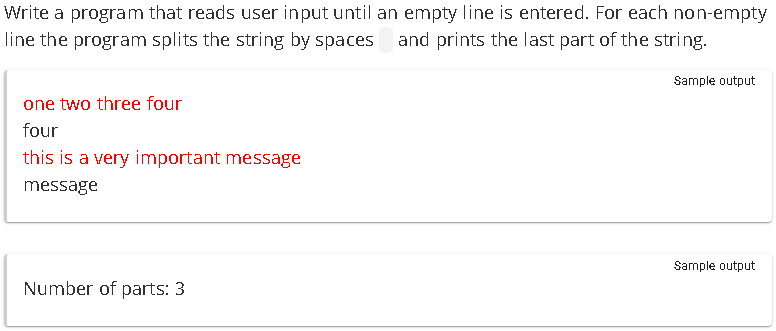 Write a program that reads user input until an empty line is entered. For each non-empty
line the program splits the string by spaces and prints the last part of the string.
Sample output
one two three four
four
this is a very important message
message
Sample output
Number of parts: 3